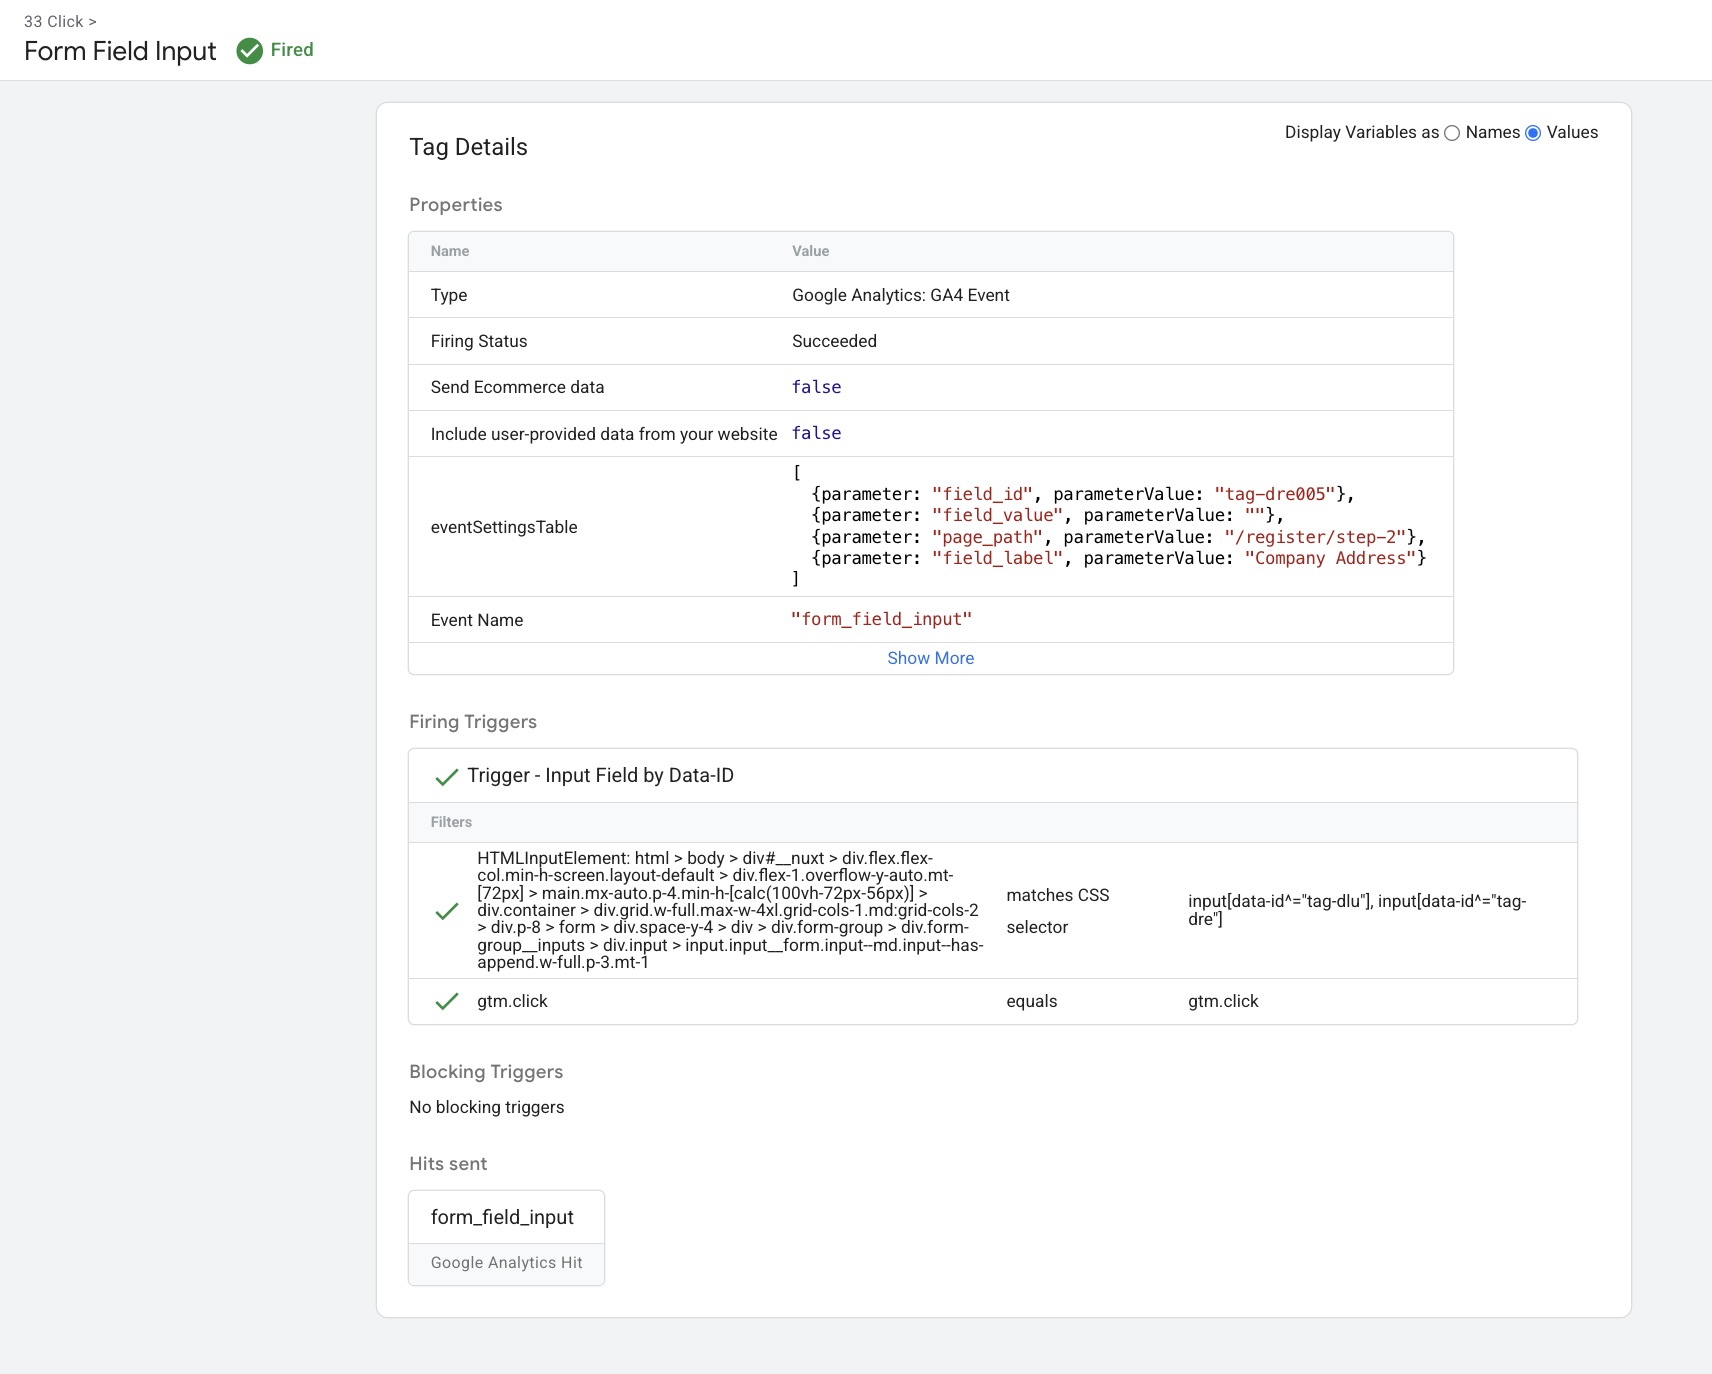 33 Click >
Form Field Input Fired
Tag Details
Display Variables as Names Values
Properties
Name Value
Type Google Analytics: GA4 Event
Firing Status Succeeded
Send Ecommerce data false
Include user-provided data from your website false
eventSettingsTable
[
{parameter: "field_id", parameterValue: "tag-dre005"},
{parameter: "field_value", parameterValue: ""},
{parameter: "page_path", parameterValue: "/register/step-2"},
{parameter: "field_label", parameterValue: "Company Address"}
]
Event Name "form_field_input"
Show More
Firing Triggers
Trigger - Input Field by Data-ID
Filters
HTMLInputElement: html > body > div#__nuxt > div.flex.flex-
col.min-h-screen.layout-default > div.flex-1.overflow-y-auto.mt-
[72px] > main.mx-auto.p-4.min-h-[calc(100vh-72px-56px)] >
div.container > div.grid.w-full.max-w-4xl.grid-cols-1.md:grid-cols-2
> div.p-8 > form > div.space-y-4 > div > div.form-group > div.form-
group__inputs > div.input > input.input__form.input--md.input--has-
append.w-full.p-3.mt-1
matches CSS
selector
input[data-id^="tag-dlu"], input[data-id^="tag-
dre"]
gtm.click equals gtm.click
Blocking Triggers
No blocking triggers
Hits sent
form_field_input
Google Analytics Hit